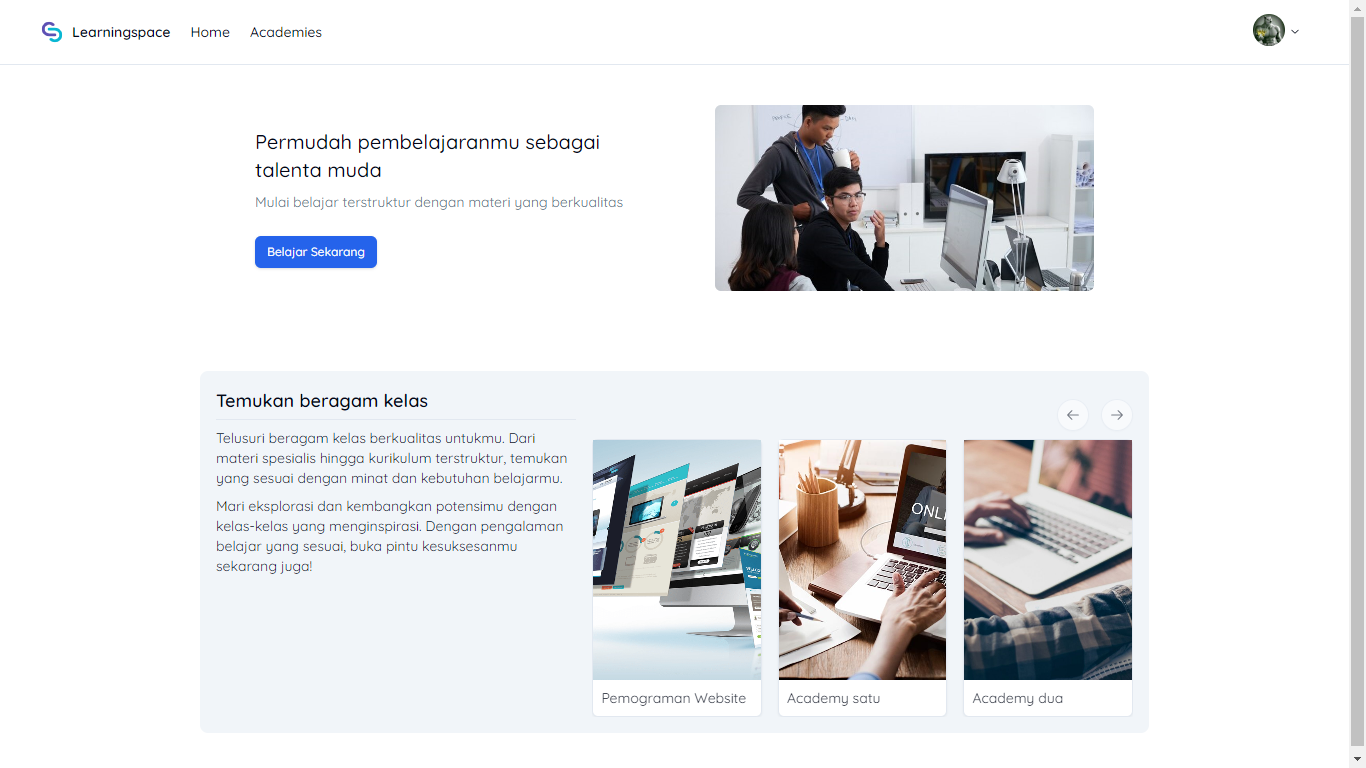 Learningspace Home Academies
Permudah pembelajaranmu sebagai
talenta muda
Mulai belajar terstruktur dengan materi yang berkualitas
Belajar Sekarang
Temukan beragam kelas
Telusuri beragam kelas berkualitas untukmu. Dari
materi spesialis hingga kurikulum terstruktur, temukan
yang sesuai dengan minat dan kebutuhan belajarmu.
Mari eksplorasi dan kembangkan potensimu dengan
kelas-kelas yang menginspirasi. Dengan pengalaman
belajar yang sesuai, buka pintu kesuksesanmu
sekarang juga!
ONLI
Pemograman Website
Academy satu
Academy dua